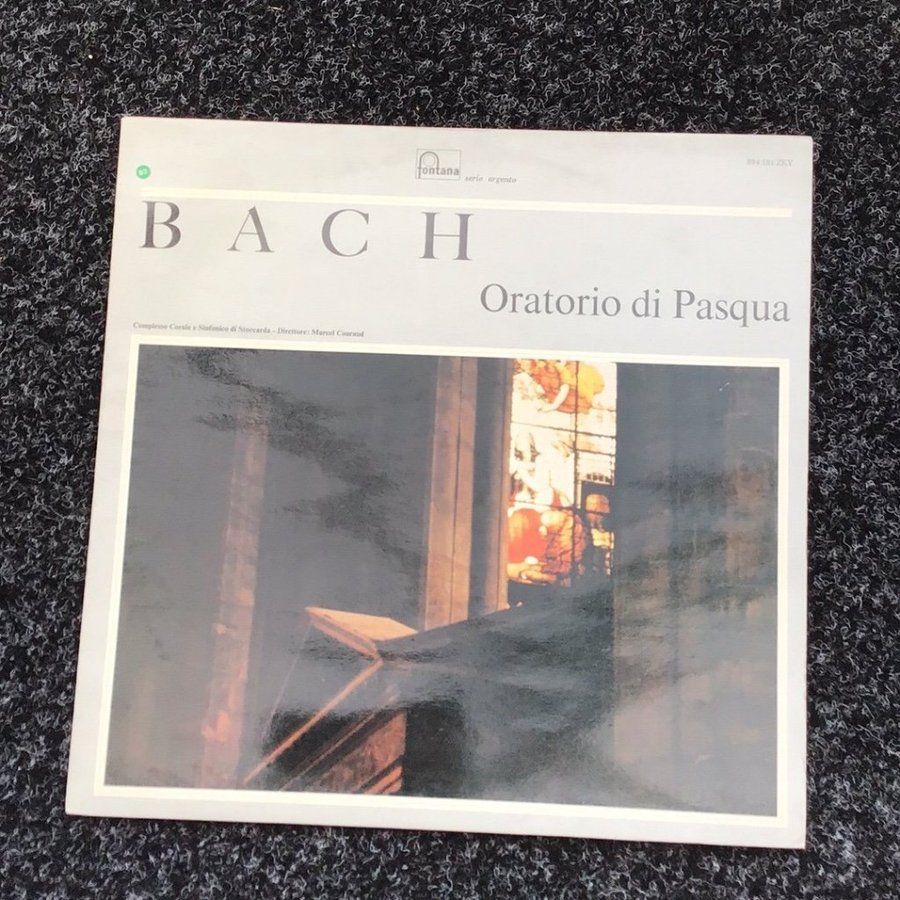 fontana
serie argento
894 181 ZKY
BACH
Oratorio di Pasqua
Complesso Corale e Sinfonico di Stoccarda - Direttore: Marcel Couraud